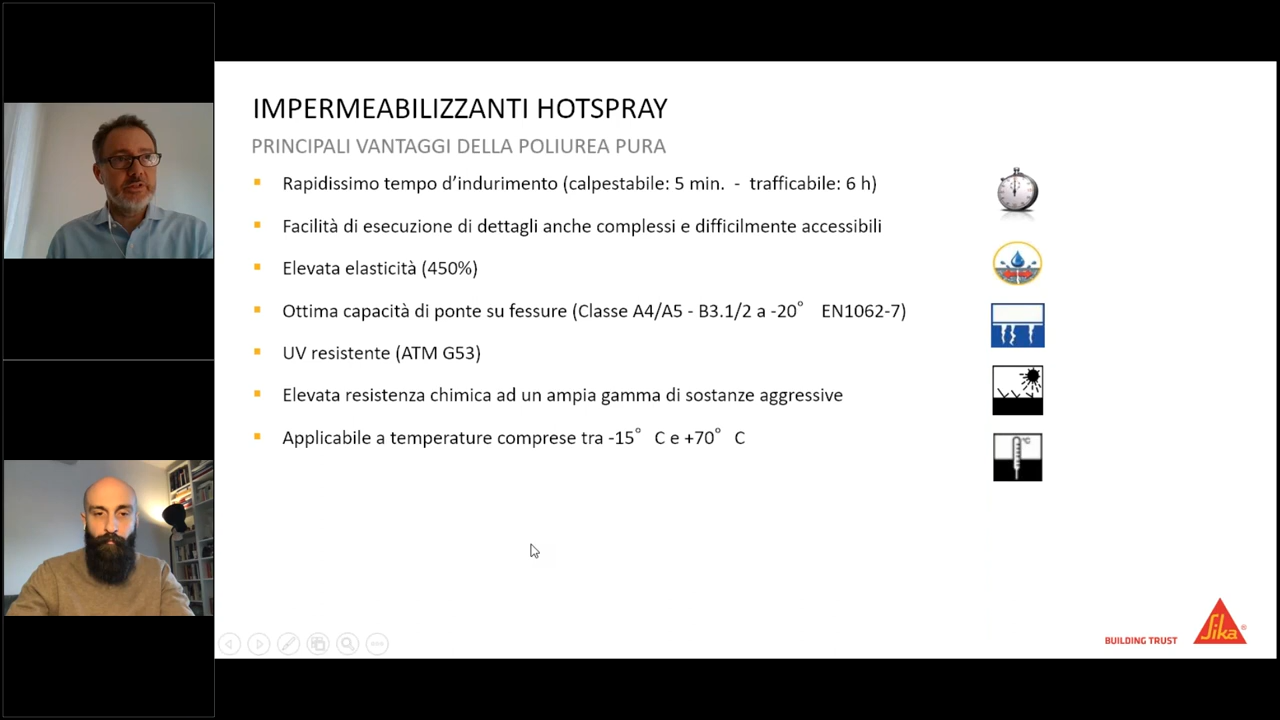 IMPERMEABILIZZANTI HOTSPRAY
PRINCIPALI VANTAGGI DELLA POLIUREA PURA
Rapidissimo tempo d’indurimento (calpestabile: 5 min. - trafficabile: 6 h)
Facilità di esecuzione di dettagli anche complessi e difficilmente accessibili
Elevata elasticità (450%)
Ottima capacità di ponte su fessure (Classe A4/A5 - B3.1/2 a -20° EN1062-7)
UV resistente (ATM G53)
Elevata resistenza chimica ad un ampia gamma di sostanze aggressive
Applicabile a temperature comprese tra -15° C e +70° C
°C
BUILDING TRUST
Sika®